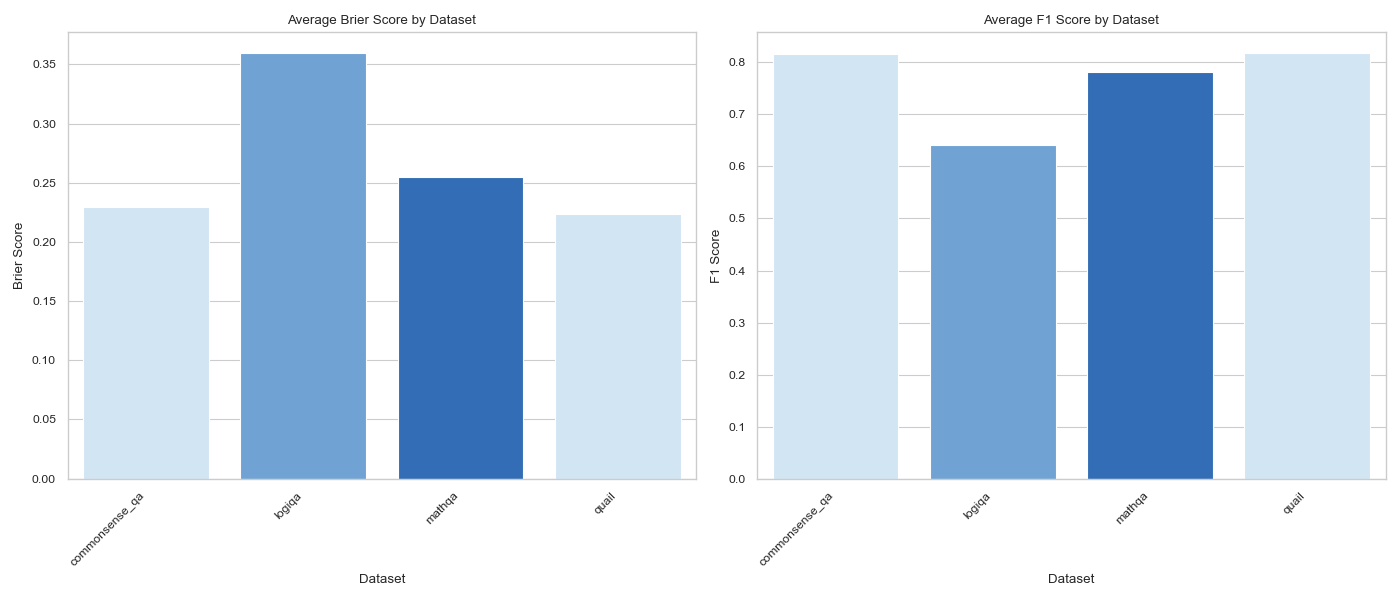 Average Brier Score by Dataset
Brier Score
0.35
0.30
0.25
0.20
0.15
0.10
0.05
0.00
commonsense_qa
logiqa
mathqa
quail
Dataset
Average F1 Score by Dataset
F1 Score
0.8
0.7
0.6
0.5
0.4
0.3
0.2
0.1
0.0
commonsense_qa
logiqa
mathqa
quail
Dataset